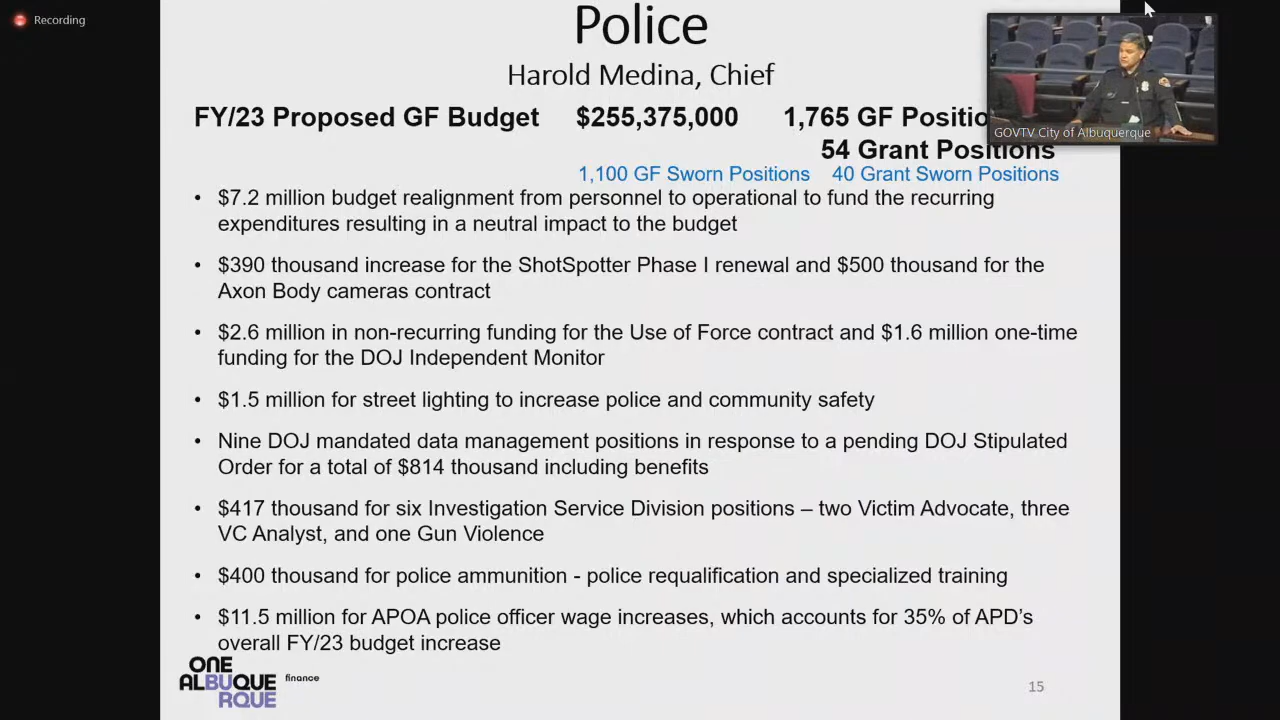 Recording
Police
Harold Medina, Chief
FY/23 Proposed GF Budget $255,375,000 1,765 GF Positio
GOVTV City of Albuquerque
54 Grant Positions
1,100 GF Sworn Positions 40 Grant Sworn Positions
• $7.2 million budget realignment from personnel to operational to fund the recurring
expenditures resulting in a neutral impact to the budget
• $390 thousand increase for the ShotSpotter Phase I renewal and $500 thousand for the
Axon Body cameras contract
• $2.6 million in non-recurring funding for the Use of Force contract and $1.6 million one-time
funding for the DOJ Independent Monitor
• $1.5 million for street lighting to increase police and community safety
• Nine DOJ mandated data management positions in response to a pending DOJ Stipulated
Order for a total of $814 thousand including benefits
• $417 thousand for six Investigation Service Division positions – two Victim Advocate, three
VC Analyst, and one Gun Violence
• $400 thousand for police ammunition - police requalification and specialized training
• $11.5 million for APOA police officer wage increases, which accounts for 35% of APD's
overall FY/23 budget increase
ONE
ALBUQUE
RQUE
finance
15